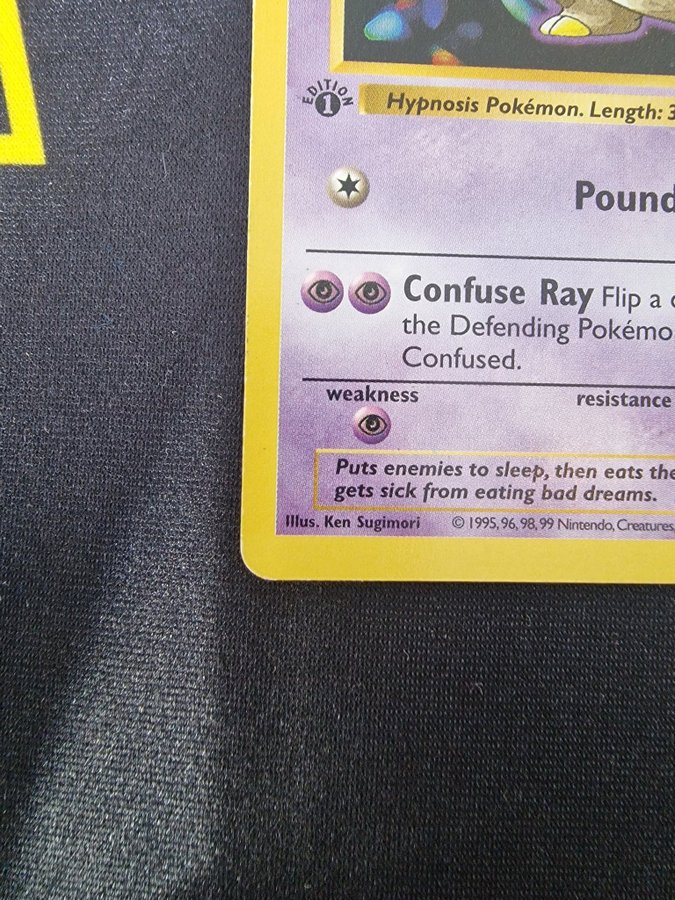 EDITION
1
Hypnosis Pokémon. Length: 3
Pound
Confuse Ray Flip a
the Defending Pokémo
Confused.
weakness resistance
Puts enemies to sleep, then eats the
gets sick from eating bad dreams.
Illus. Ken Sugimori © 1995, 96, 98, 99 Nintendo, Creatures,